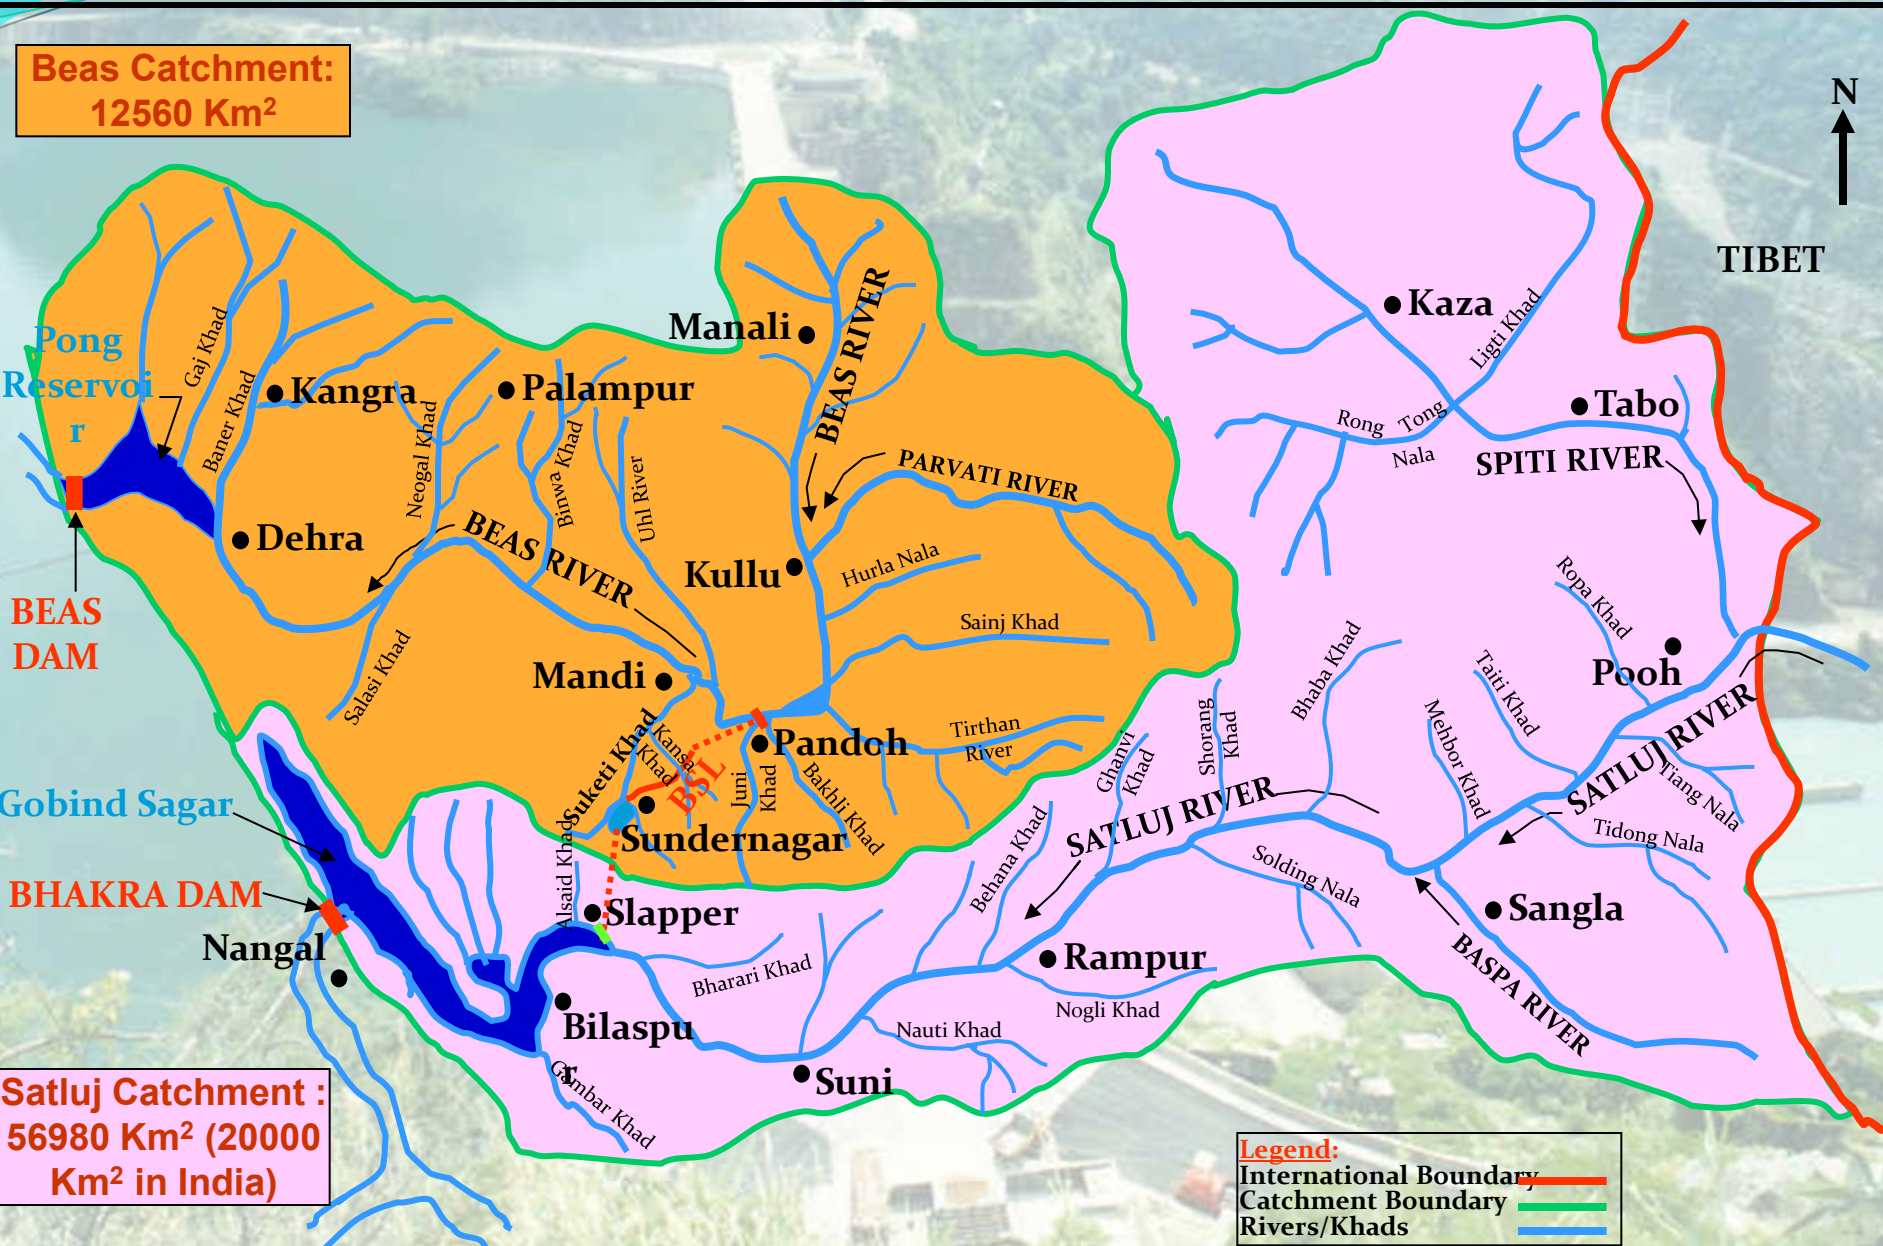 Beas Catchment:
12560 Km²
N
TIBET
Pong
Reservoi
r
Gaj Khad
Baner Khad
Kangra
Neogal Khad
Palampur
Binwa Khad
Uhl River
Manali
BEAS RIVER
PARVATI RIVER
Kaza
Ligti Khad
Rong Tong
Nala
Tabo
SPITI RIVER
Dehra
BEAS RIVER
Kullu
Hurla Nala
Sainj Khad
BEAS
DAM
Salasi Khad
Mandi
Suketi Khad
Kansa
Khad
BSL
Pandoh
Juni
Khad
Bakhli Khad
Tirthan
River
Ghanvi
Khad
Shorang
Khad
Bhaba Khad
Mehbor Khad
Taiti Khad
Ropa Khad
Pooh
SATLUJ RIVER
Tiang Nala
Tidong Nala
Gobind Sagar
BHAKRA DAM
Nangal
Alsaid Khad
Sundernagar
Slapper
Bharari Khad
Behana Khad
SATLUJ RIVER
Solding Nala
Sangla
BASPA RIVER
Rampur
Nogli Khad
Nauti Khad
Bilaspu
r
Gambar Khad
Suni
Satluj Catchment :
56980 Km² (20000
Km² in India)
Legend:
International Boundary
Catchment Boundary
Rivers/Khads